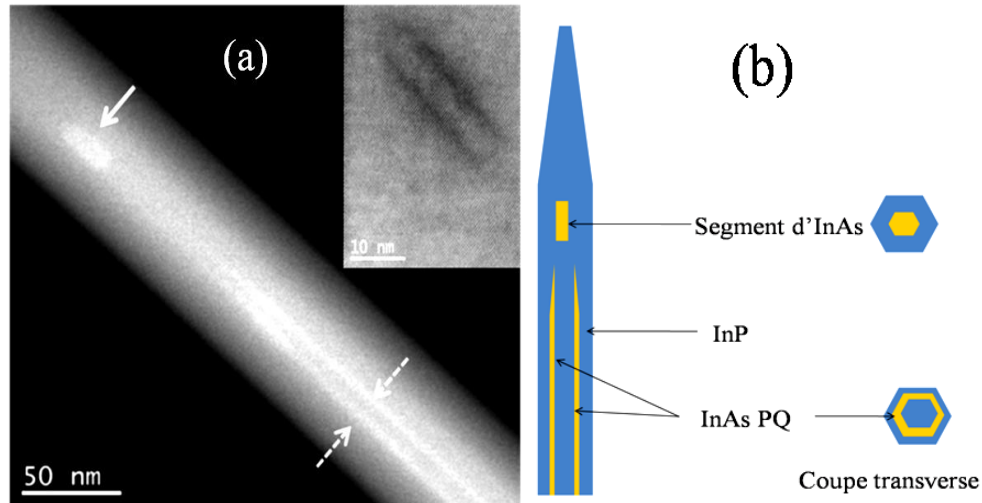 (a)
10 nm
50 nm
(b)
Segment d’InAs
InP
InAs PQ
Coupe transverse